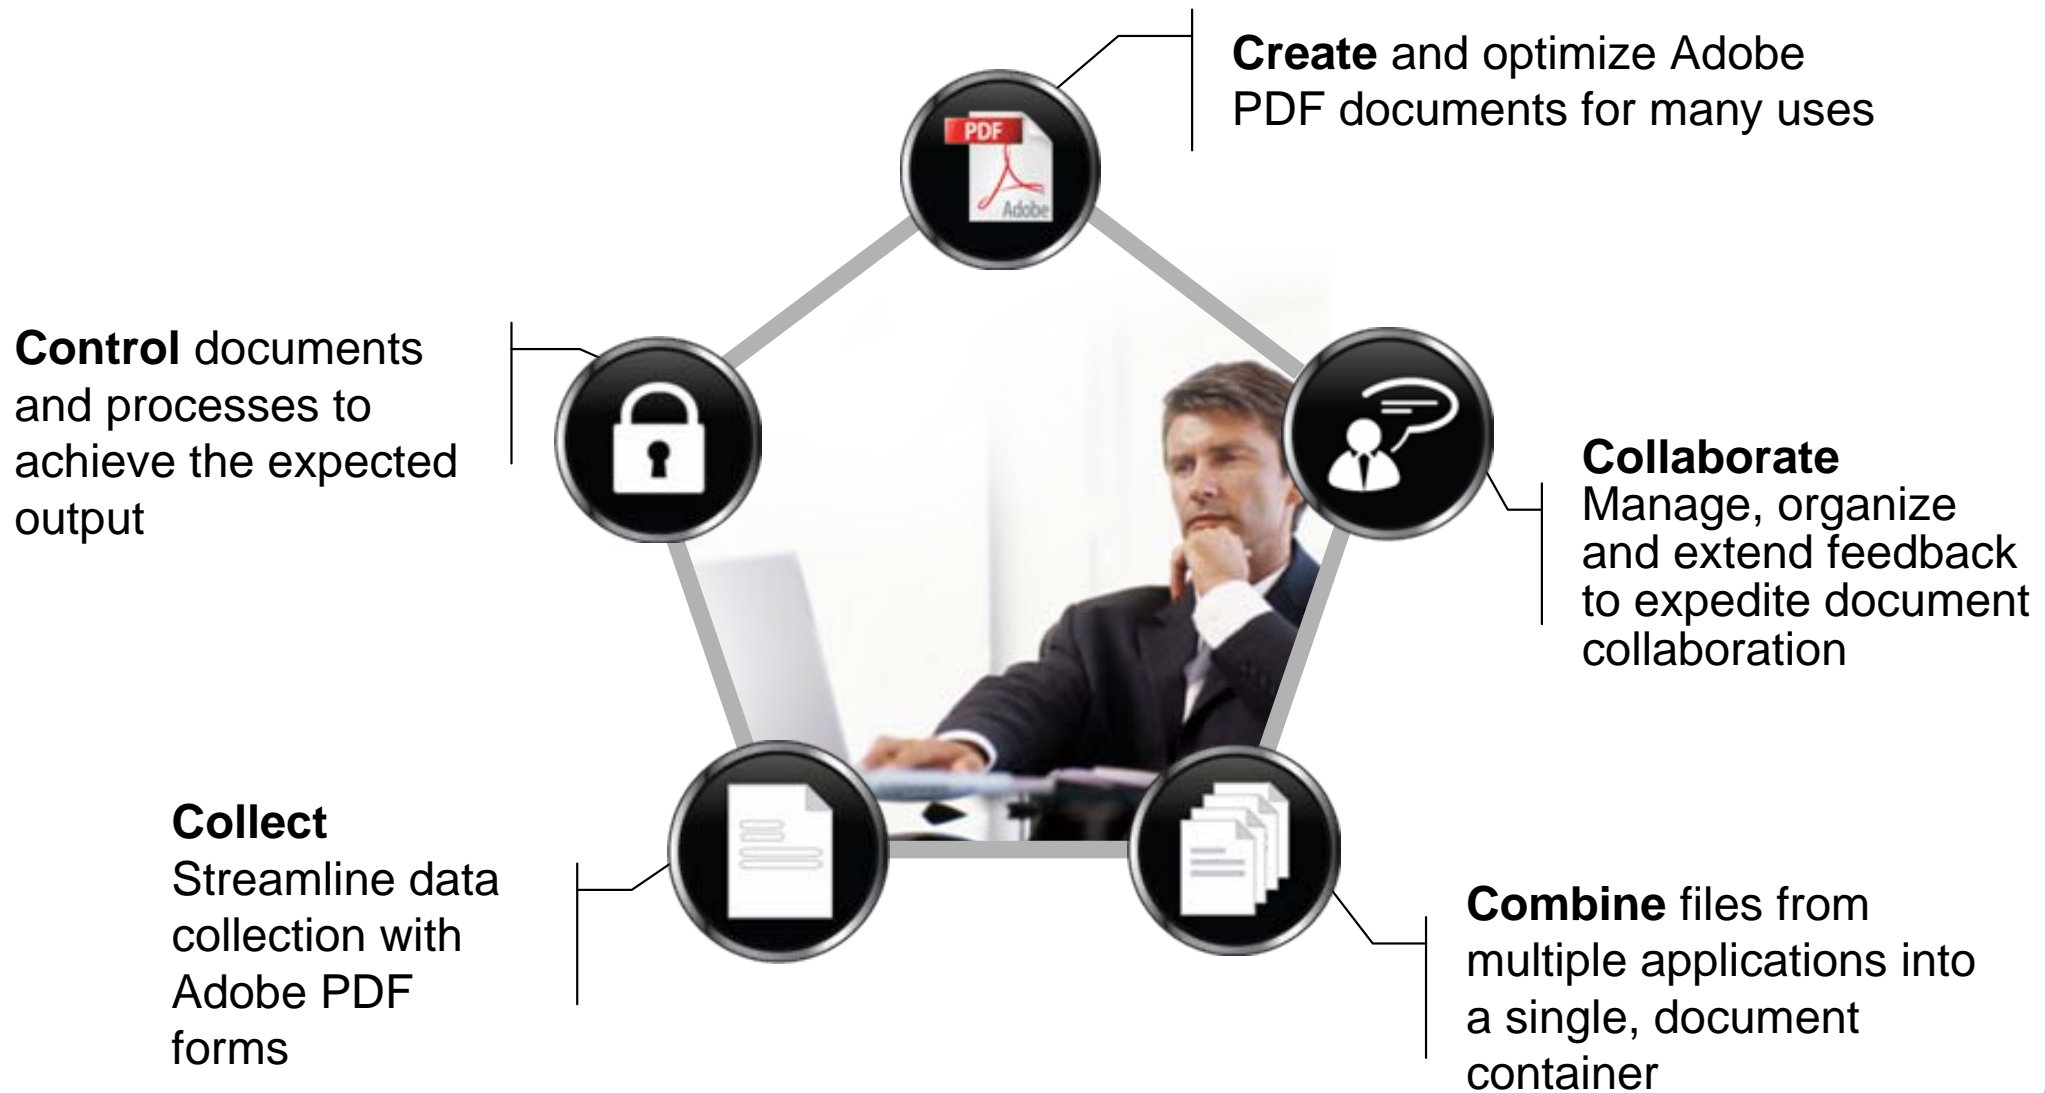 Create and optimize Adobe
PDF documents for many uses
PDF
Adobe
Control documents
and processes to
achieve the expected
output
Collaborate
Manage, organize
and extend feedback
to expedite document
collaboration
Collect
Streamline data
collection with
Adobe PDF
forms
Combine files from
multiple applications into
a single, document
container